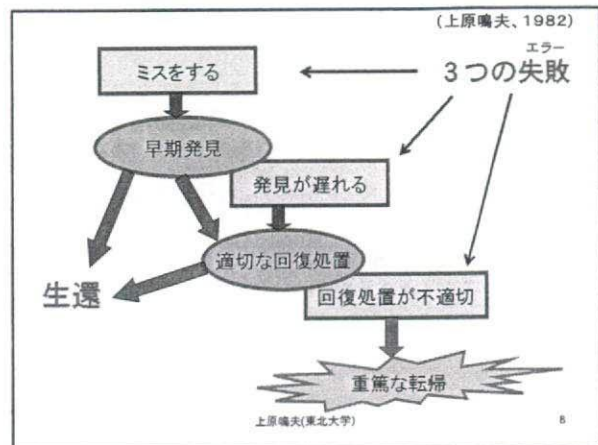 (上原鳴夫、1982)
エラー
3つの失敗
ミスをする
早期発見
発見が遅れる
適切な回復処置
生還
回復処置が不適切
重篤な転帰
上原鳴夫(東北大学)
8